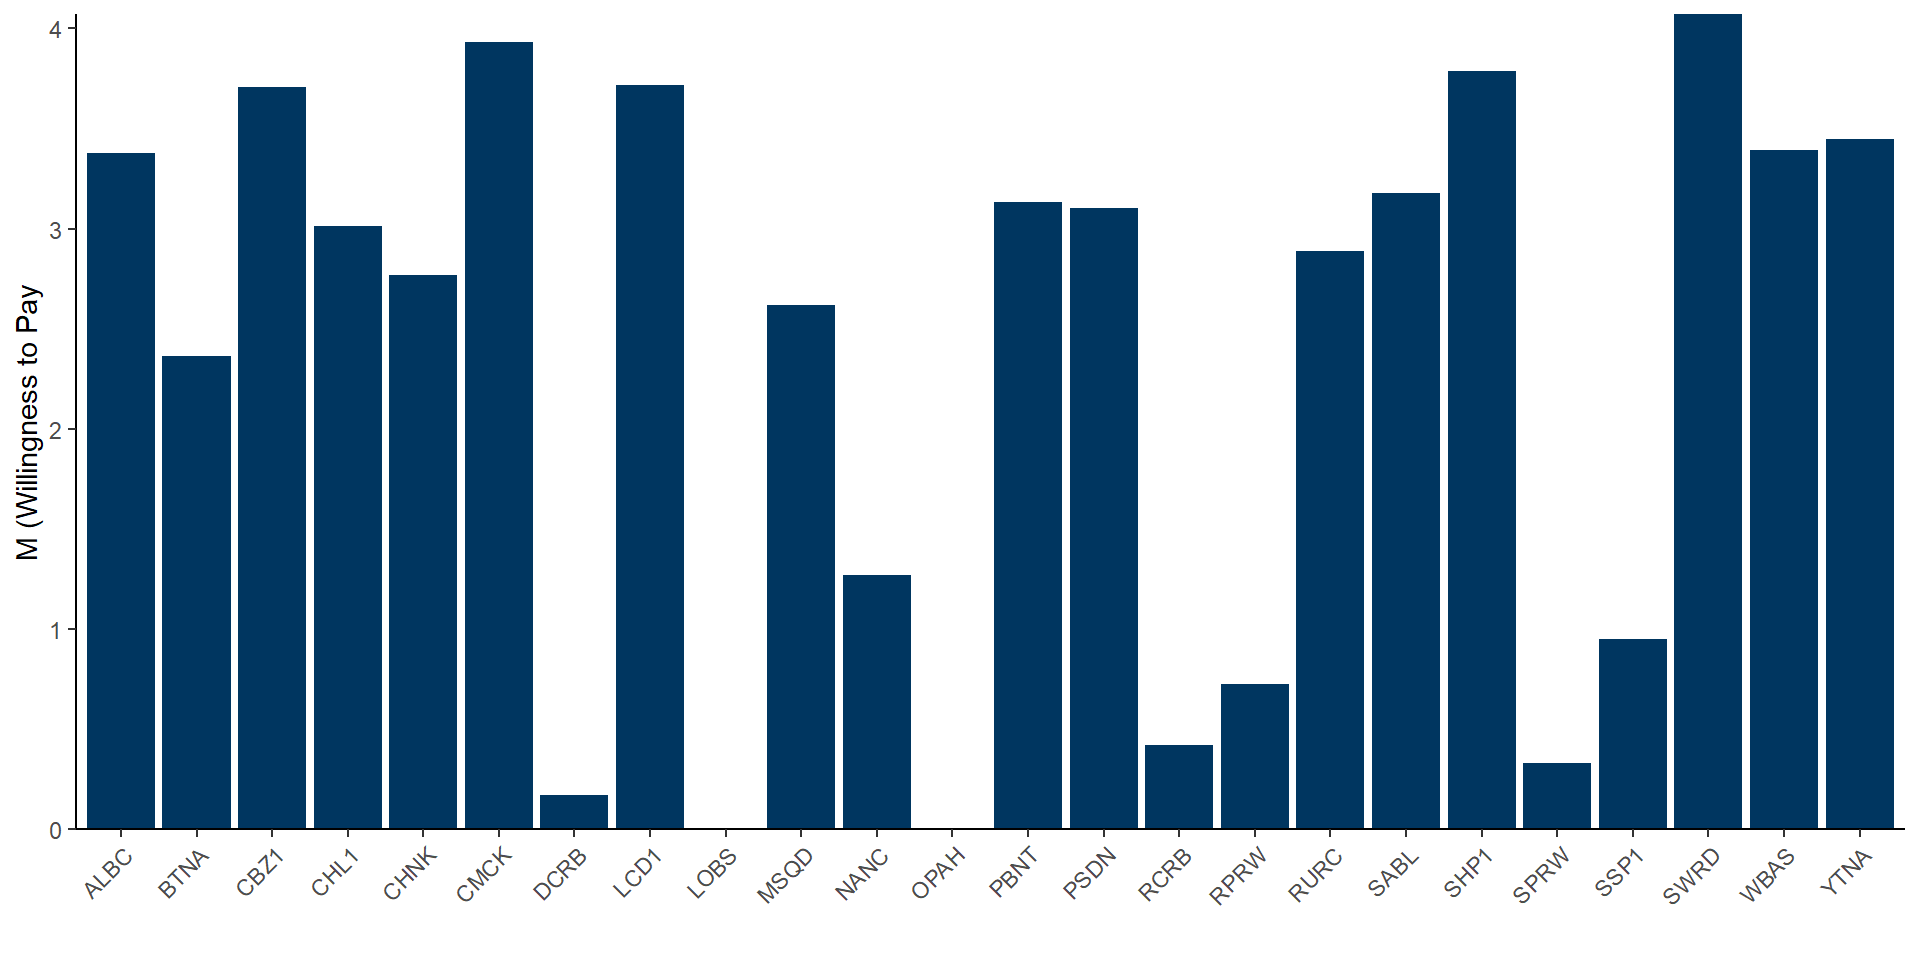 M (Willingness to Pay
4
3
2
1
0
ALBC
BTNA
CBZ1
CHL1
CHNK
CMCK
DCRB
LCD1
LOBS
MSQD
NANC
OPAH
PBNT
PSDN
RCRB
RPRW
RURC
SABL
SHP1
SPRW
SSP1
SWRD
WBAS
YTNA